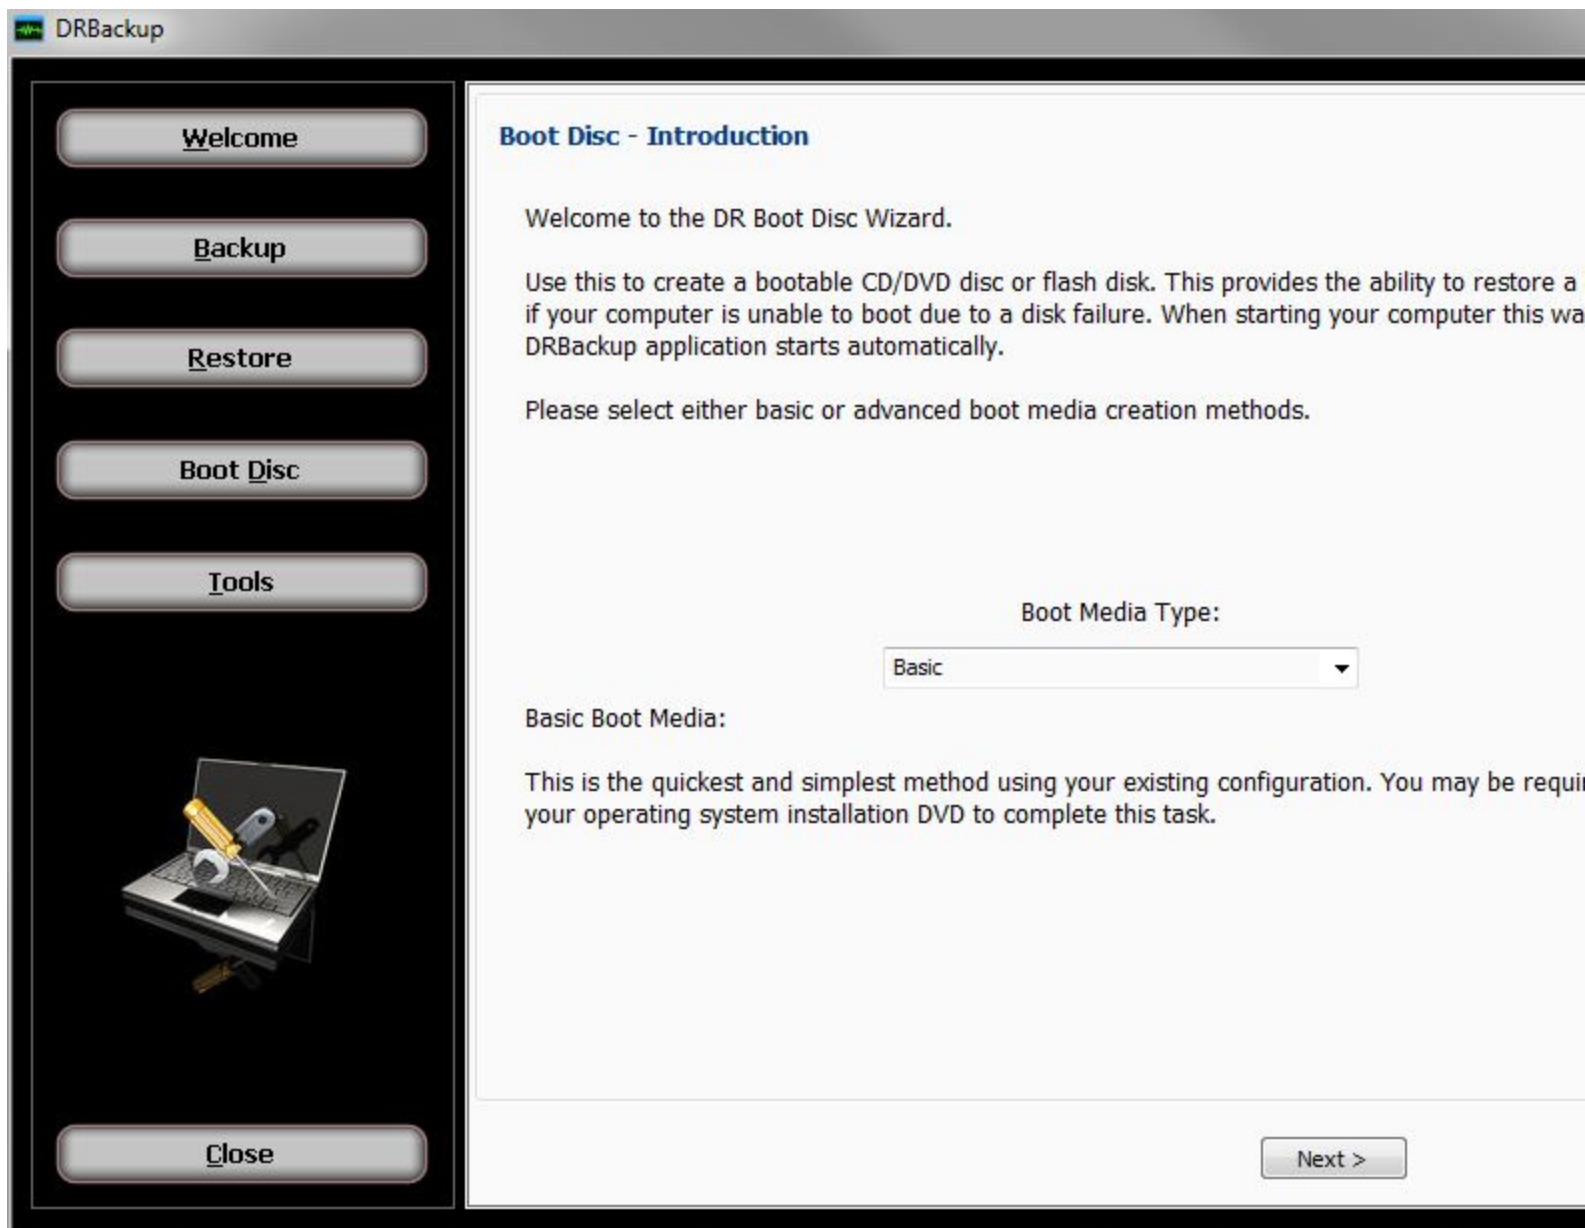 DRBackup
Welcome
Backup
Restore
Boot Disc
Tools
Close
Boot Disc - Introduction
Welcome to the DR Boot Disc Wizard.
Use this to create a bootable CD/DVD disc or flash disk. This provides the ability to restore a
if your computer is unable to boot due to a disk failure. When starting your computer this wa
DRBackup application starts automatically.
Please select either basic or advanced boot media creation methods.
Boot Media Type:
Basic
Basic Boot Media:
This is the quickest and simplest method using your existing configuration. You may be requi
your operating system installation DVD to complete this task.
Next >